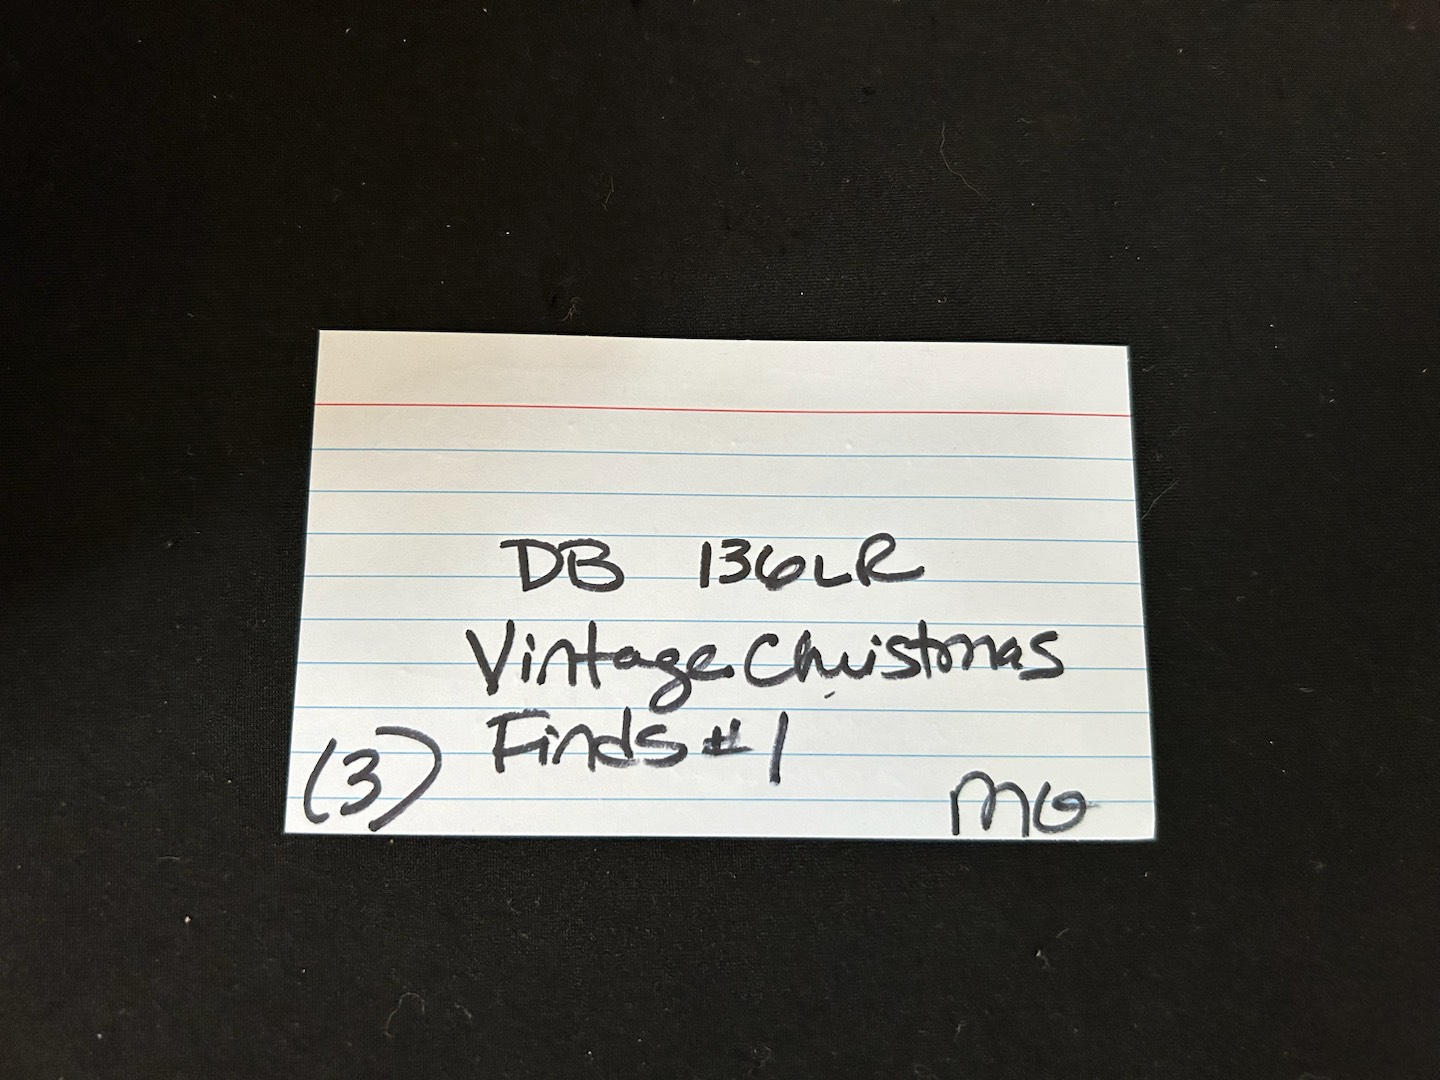 DB 136LR
Vintage Christmas
Finds #1
(3)
MG